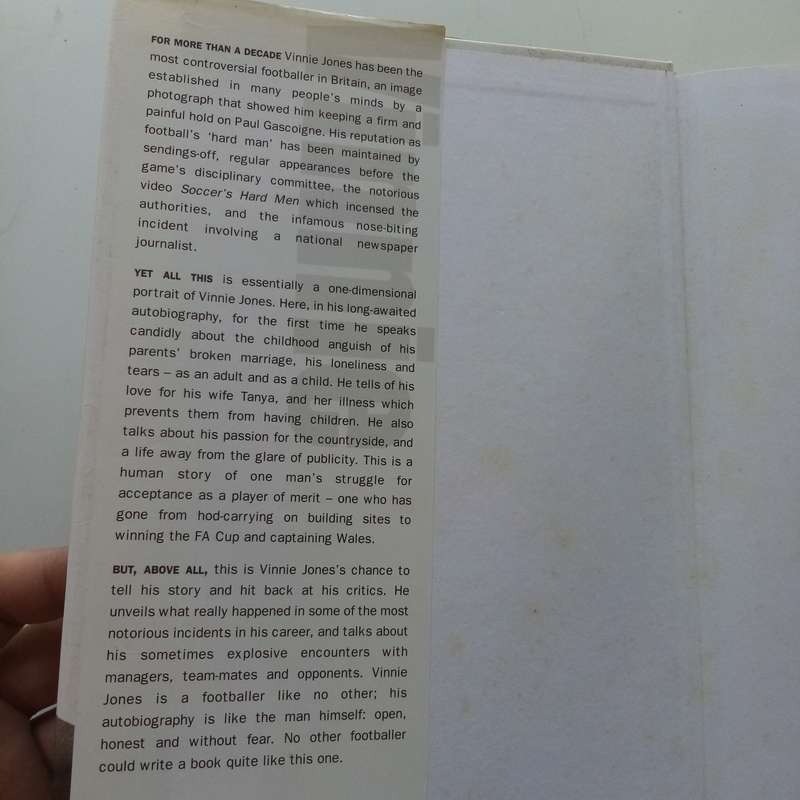 FOR MORE THAN A DECADE Vinnie Jones has been the
most controversial footballer in Britain, an image
established in many people's minds by a
photograph that showed him keeping a firm and
painful hold on Paul Gascoigne. His reputation as
football's 'hard man' has been maintained by
sendings-off, regular appearances before the
game's disciplinary committee, the notorious
video Soccer's Hard Men which incensed the
authorities, and the infamous nose-biting
incident involving a national newspaper
journalist.
YET ALL THIS is essentially a one-dimensional
portrait of Vinnie Jones. Here, in his long-awaited
autobiography, for the first time he speaks
candidly about the childhood anguish of his
parents' broken marriage, his loneliness and
tears – as an adult and as a child. He tells of his
love for his wife Tanya, and her illness which
prevents them from having children. He also
talks about his passion for the countryside, and
a life away from the glare of publicity. This is a
human story of one man's struggle for
acceptance as a player of merit – one who has
gone from hod-carrying on building sites to
winning the FA Cup and captaining Wales.
BUT, ABOVE ALL, this is Vinnie Jones's chance to
tell his story and hit back at his critics. He
unveils what really happened in some of the most
notorious incidents in his career, and talks about
his sometimes explosive encounters with
managers, team-mates and opponents. Vinnie
Jones is a footballer like no other; his
autobiography is like the man himself: open,
honest and without fear. No other footballer
could write a book quite like this one.